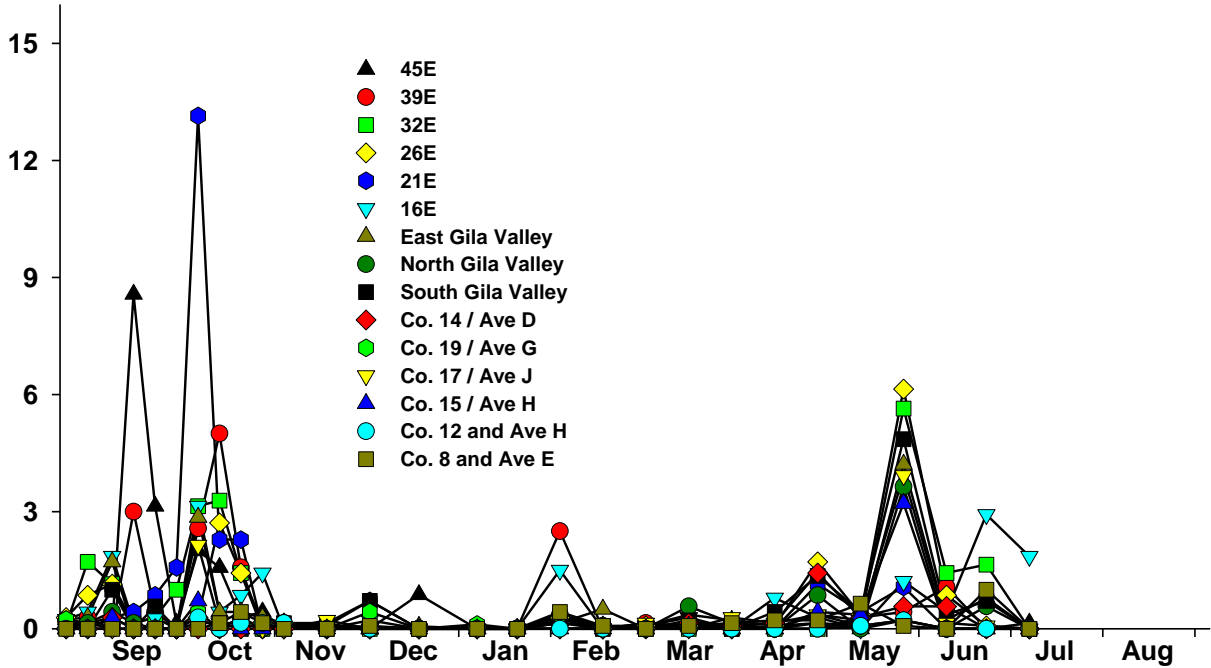 15
12
9
6
3
0
45E
39E
32E
26E
21E
16E
East Gila Valley
North Gila Valley
South Gila Valley
Co. 14 / Ave D
Co. 19 / Ave G
Co. 17 / Ave J
Co. 15 / Ave H
Co. 12 and Ave H
Co. 8 and Ave E
Sep Oct Nov Dec Jan Feb Mar Apr May Jun Jul Aug